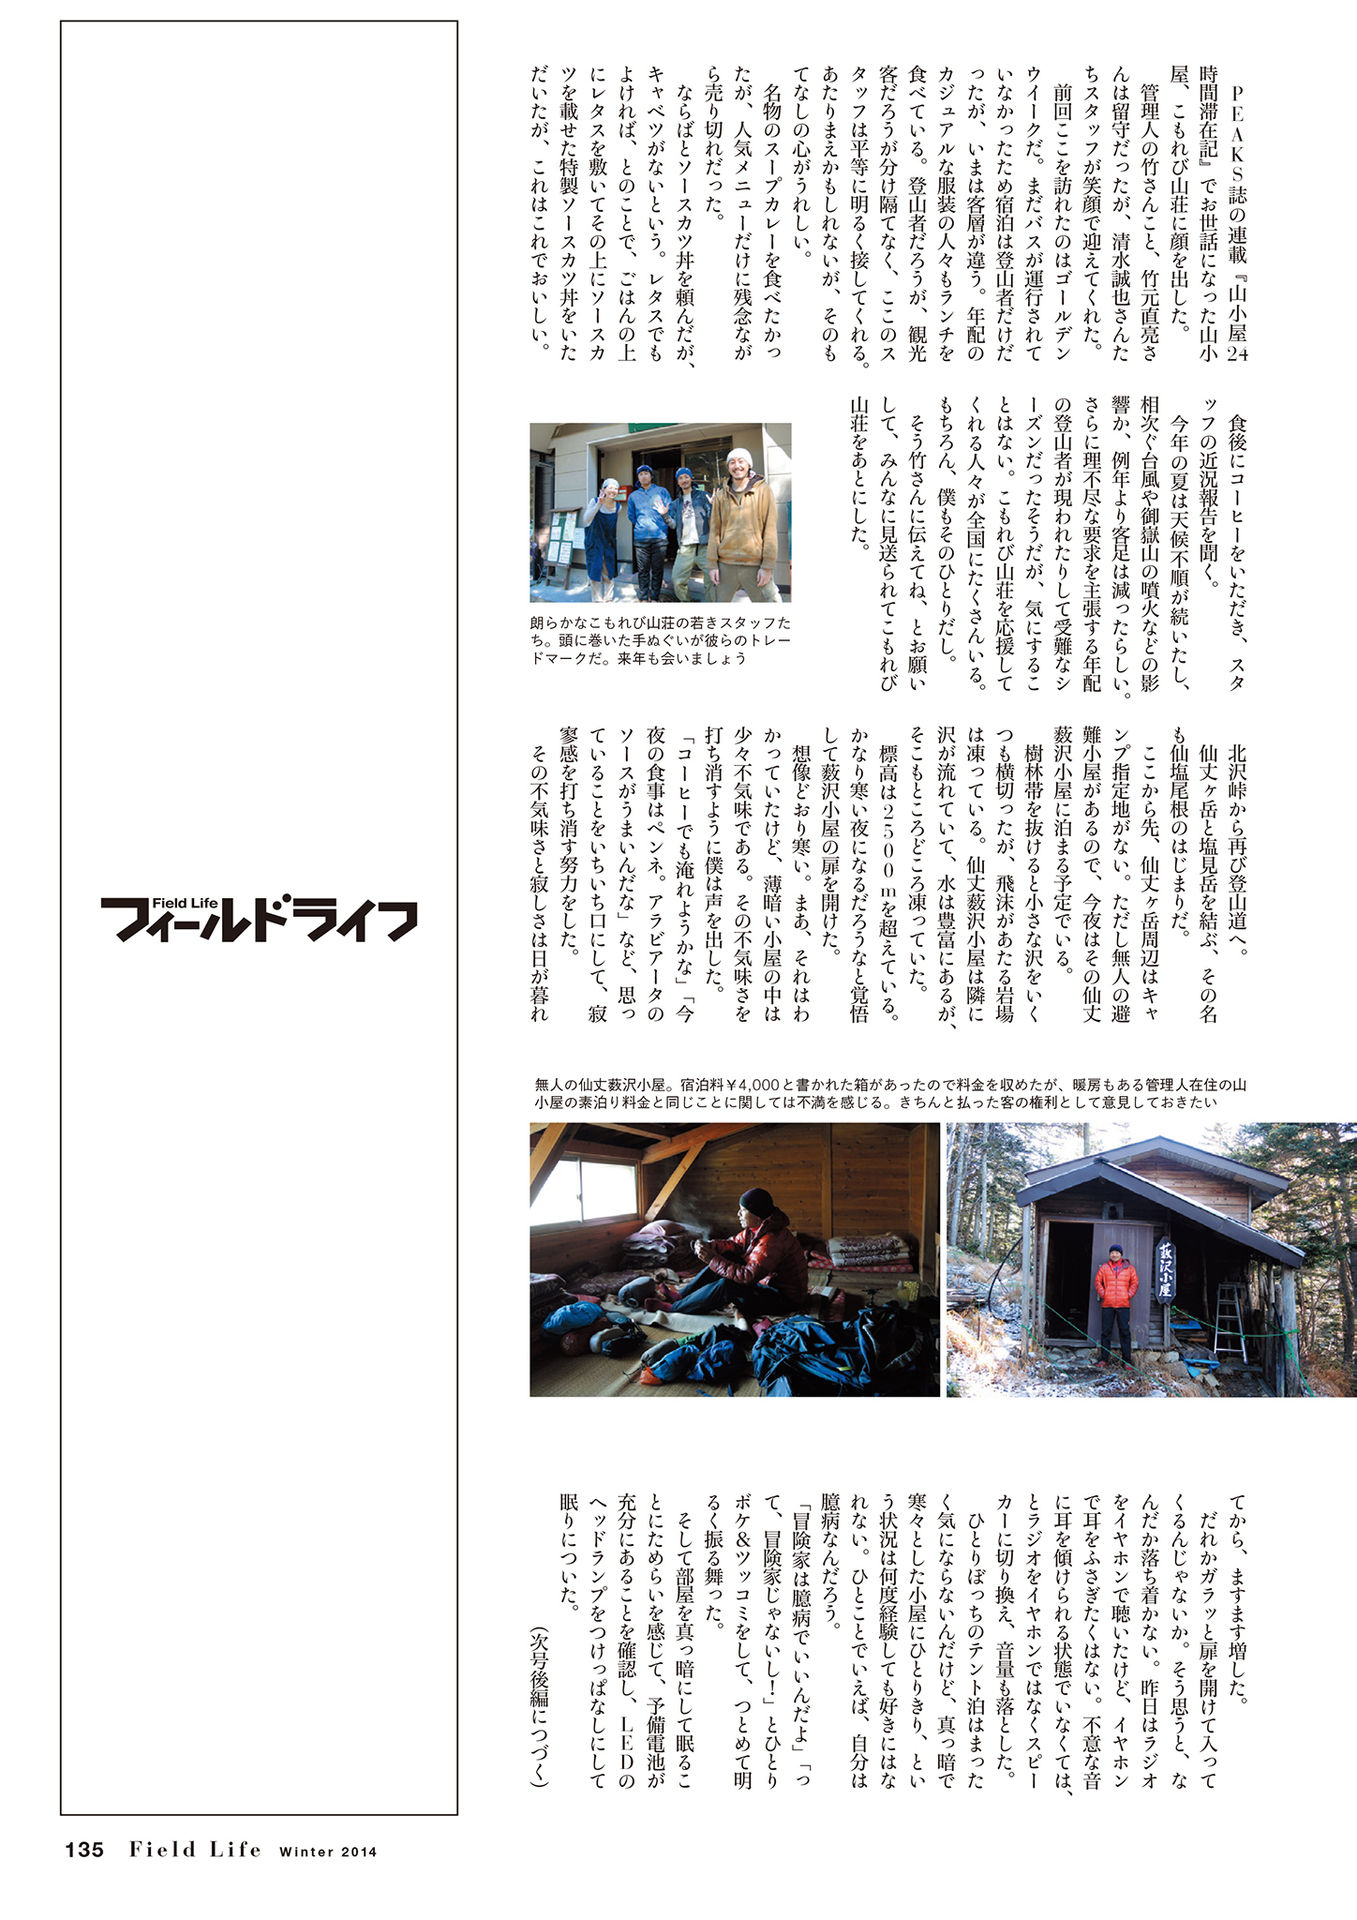 PEAKS誌の連載『山小屋24
時間滞在記』でお世話になった山小
屋、こもれび山荘に顔を出した。
管理人の竹さんこと、竹元直亮さ
んは留守だったが、清水誠也さんた
ちスタッフが笑顔で迎えてくれた。
前回ここを訪れたのはゴールデン
ウイークだ。まだバスが運行されて
いなかったため宿泊は登山者だけだ
ったが、いまは客層が違う。年配の
カジュアルな服装の人々もランチを
食べている。登山者だろうが、観光
客だろうが分け隔てなく、ここのス
タッフは平等に明るく接してくれる。
あたりまえかもしれないが、そのも
てなしの心がうれしい。
名物のスープカレーを食べたかっ
たが、人気メニューだけに残念なが
ら売り切れだった。
ならばとソースカツ丼を頼んだが、
キャベツがないという。レタスでも
よければ、とのことで、ごはんの上
にレタスを敷いてその上にソースカ
ツを載せた特製ソースカツ丼をいた
だいたが、これはこれでおいしい。
食後にコーヒーをいただき、スタ
ッフの近況報告を聞く。
今年の夏は天候不順が続いたし、
相次ぐ台風や御嶽山の噴火などの影
響か、例年より客足は減ったらしい。
さらに理不尽な要求を主張する年配
の登山者が現われたりして受難なシ
ーズンだったそうだが、気にするこ
とはない。こもれび山荘を応援して
くれる人々が全国にたくさんいる。
もちろん、僕もそのひとりだし。
そう竹さんに伝えてね、とお願い
して、みんなに見送られてこもれび
山荘をあとにした。
朗らかなこもれび山荘の若きスタッフた
ち。頭に巻いた手ぬぐいが彼らのトレー
ドマークだ。来年も会いましょう
北沢峠から再び登山道へ。
仙丈ヶ岳と塩見岳を結ぶ、その名
も仙塩尾根のはじまりだ。
ここから先、仙丈ヶ岳周辺はキャ
ンプ指定地がない。ただし無人の避
難小屋があるので、今夜はその仙丈
薮沢小屋に泊まる予定でいる。
樹林帯を抜けると小さな沢をいく
つも横切ったが、飛沫があたる岩場
は凍っている。仙丈薮沢小屋は隣に
沢が流れていて、水は豊富にあるが、
そこもところどころ凍っていた。
標高は2500mを超えている。
かなり寒い夜になるだろうなと覚悟
して薮沢小屋の扉を開けた。
想像どおり寒い。まあ、それはわ
かっていたけど、薄暗い小屋の中は
少々不気味である。その不気味さを
打ち消すように僕は声を出した。
「コーヒーでも淹れようかな」「今
夜の食事はペンネ。アラビアータの
ソースがうまいんだな」など、思っ
ていることをいちいち口にして、寂
寥感を打ち消す努力をした。
その不気味さと寂しさは日が暮れ
無人の仙丈薮沢小屋。宿泊料￥4,000と書かれた箱があったので料金を収めたが、暖房もある管理人在住の山
小屋の素泊り料金と同じことに関しては不満を感じる。きちんと払った客の権利として意見しておきたい
薮沢小屋
てから、ますます増した。
だれかガラッと扉を開けて入って
くるんじゃないか。そう思うと、な
んだか落ち着かない。昨日はラジオ
をイヤホンで聴いたけど、イヤホン
で耳をふさぎたくはない。不意な音
に耳を傾けられる状態でいなくては、
とラジオをイヤホンではなくスピー
カーに切り換え、音量も落とした。
ひとりぼっちのテント泊はまった
く気にならないんだけど、真っ暗で
寒々とした小屋にひとりきり、とい
う状況は何度経験しても好きにはな
れない。ひとことでいえば、自分は
臆病なんだろう。
「冒険家は臆病でいいんだよ」「っ
て、冒険家じゃないし！」とひとり
ボケ&ツッコミをして、つとめて明
るく振る舞った。
そして部屋を真っ暗にして眠るこ
とにためらいを感じて、予備電池が
充分にあることを確認し、LEDの
ヘッドランプをつけっぱなしにして
眠りについた。
（次号後編につづく）
Field Life
フィールドライフ
135 Field Life Winter 2014